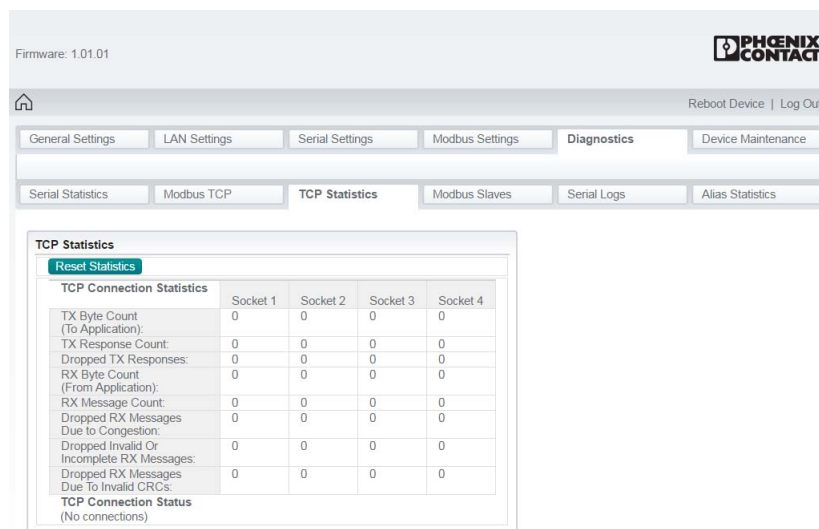 Firmware: 1.01.01
PHŒNIX
CONTACT
Reboot Device | Log Ou
General Settings LAN Settings Serial Settings Modbus Settings Diagnostics Device Maintenance
Serial Statistics Modbus TCP TCP Statistics Modbus Slaves Serial Logs Alias Statistics
TCP Statistics
Reset Statistics
TCP Connection Statistics
Socket 1 Socket 2 Socket 3 Socket 4
TX Byte Count 0 0 0 0
(To Application):
TX Response Count: 0 0 0 0
Dropped TX Responses: 0 0 0 0
RX Byte Count 0 0 0 0
(From Application):
RX Message Count: 0 0 0 0
Dropped RX Messages 0 0 0 0
Due to Congestion:
Dropped Invalid Or 0 0 0 0
Incomplete RX Messages:
Dropped RX Messages 0 0 0 0
Due To Invalid CRCs:
TCP Connection Status
(No connections)